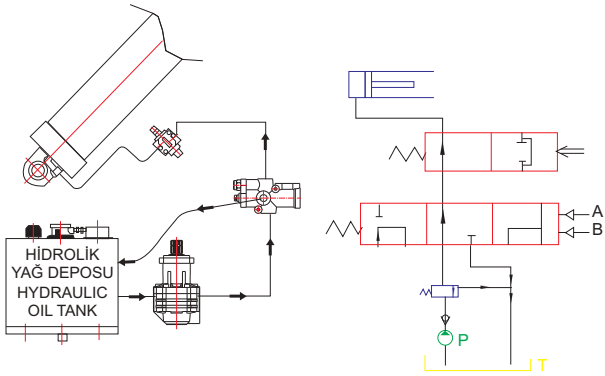 HİDROLİK
YAĞ DEPOSU
HYDRAULIC
OIL TANK
A
B
P
T